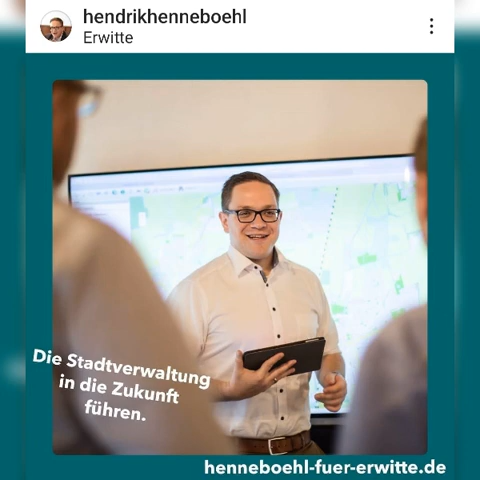 hendrikhenneboehl
Erwitte
Die Stadtverwaltung
in die Zukunft
führen.
henneboehl-fuer-erwitte.de